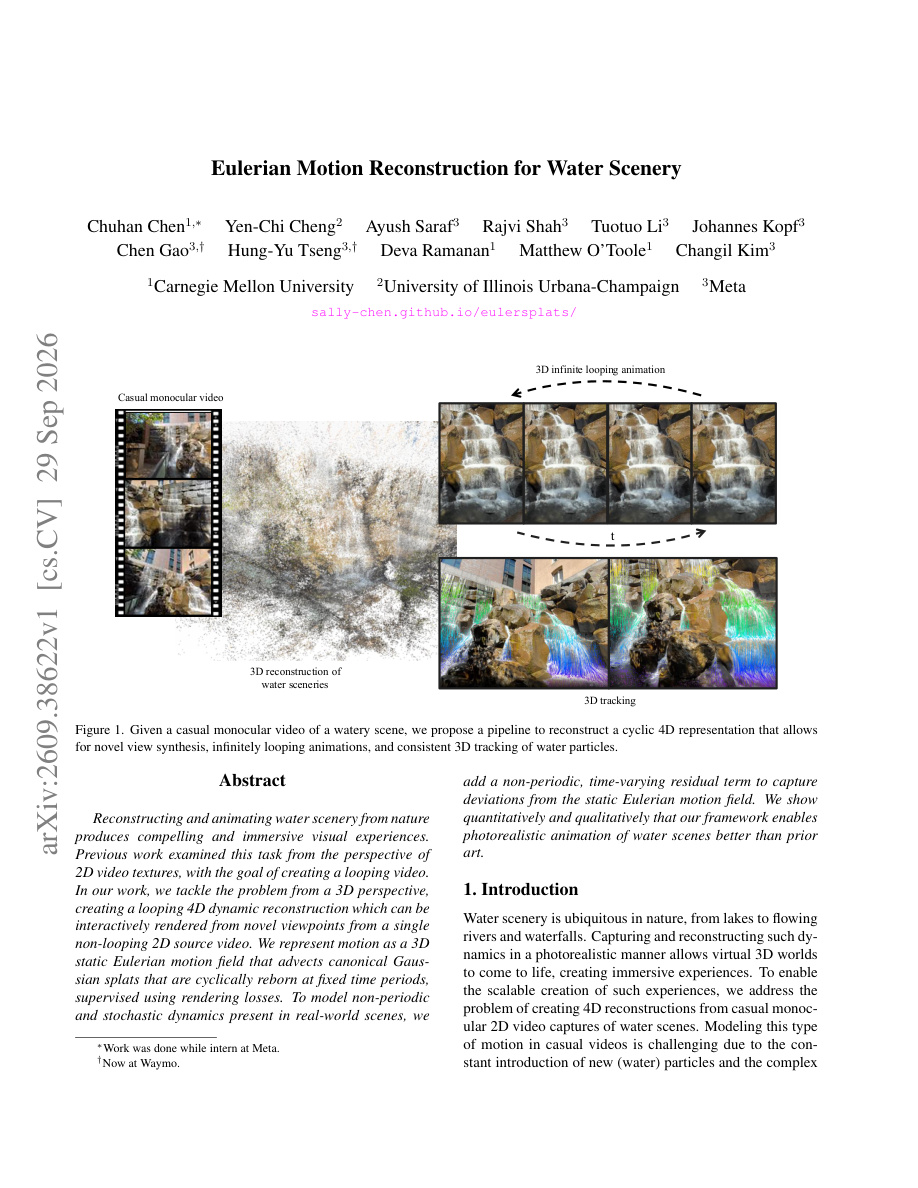 Eulerian Motion Reconstruction for Water Scenery
Chuhan Chen1,∗ Yen-Chi Cheng2 Ayush Saraf3 Rajvi Shah3 Tuotuo Li3 Johannes Kopf3
Chen Gao3,† Hung-Yu Tseng3,† Deva Ramanan1 Matthew O'Toole1 Changil Kim3
1Carnegie Mellon University 2University of Illinois Urbana-Champaign 3Meta
sally-chen.github.io/eulersplats/
arXiv:2609.38622v1 [cs.CV] 29 Sep 2026
3D infinite looping animation
Casual monocular video
t
3D reconstruction of
water sceneries
3D tracking
Figure 1. Given a casual monocular video of a watery scene, we propose a pipeline to reconstruct a cyclic 4D representation that allows
for novel view synthesis, infinitely looping animations, and consistent 3D tracking of water particles.
Abstract
Reconstructing and animating water scenery from nature
produces compelling and immersive visual experiences.
Previous work examined this task from the perspective of
2D video textures, with the goal of creating a looping video.
In our work, we tackle the problem from a 3D perspective,
creating a looping 4D dynamic reconstruction which can be
interactively rendered from novel viewpoints from a single
non-looping 2D source video. We represent motion as a 3D
static Eulerian motion field that advects canonical Gaus-
sian splats that are cyclically reborn at fixed time periods,
supervised using rendering losses. To model non-periodic
and stochastic dynamics present in real-world scenes, we
∗Work was done while intern at Meta.
†Now at Waymo.
add a non-periodic, time-varying residual term to capture
deviations from the static Eulerian motion field. We show
quantitatively and qualitatively that our framework enables
photorealistic animation of water scenes better than prior
art.
1. Introduction
Water scenery is ubiquitous in nature, from lakes to flowing
rivers and waterfalls. Capturing and reconstructing such dy-
namics in a photorealistic manner allows virtual 3D worlds
to come to life, creating immersive experiences. To enable
the scalable creation of such experiences, we address the
problem of creating 4D reconstructions from casual monoc-
ular 2D video captures of water scenes. Modeling this type
of motion in casual videos is challenging due to the con-
stant introduction of new (water) particles and the complex